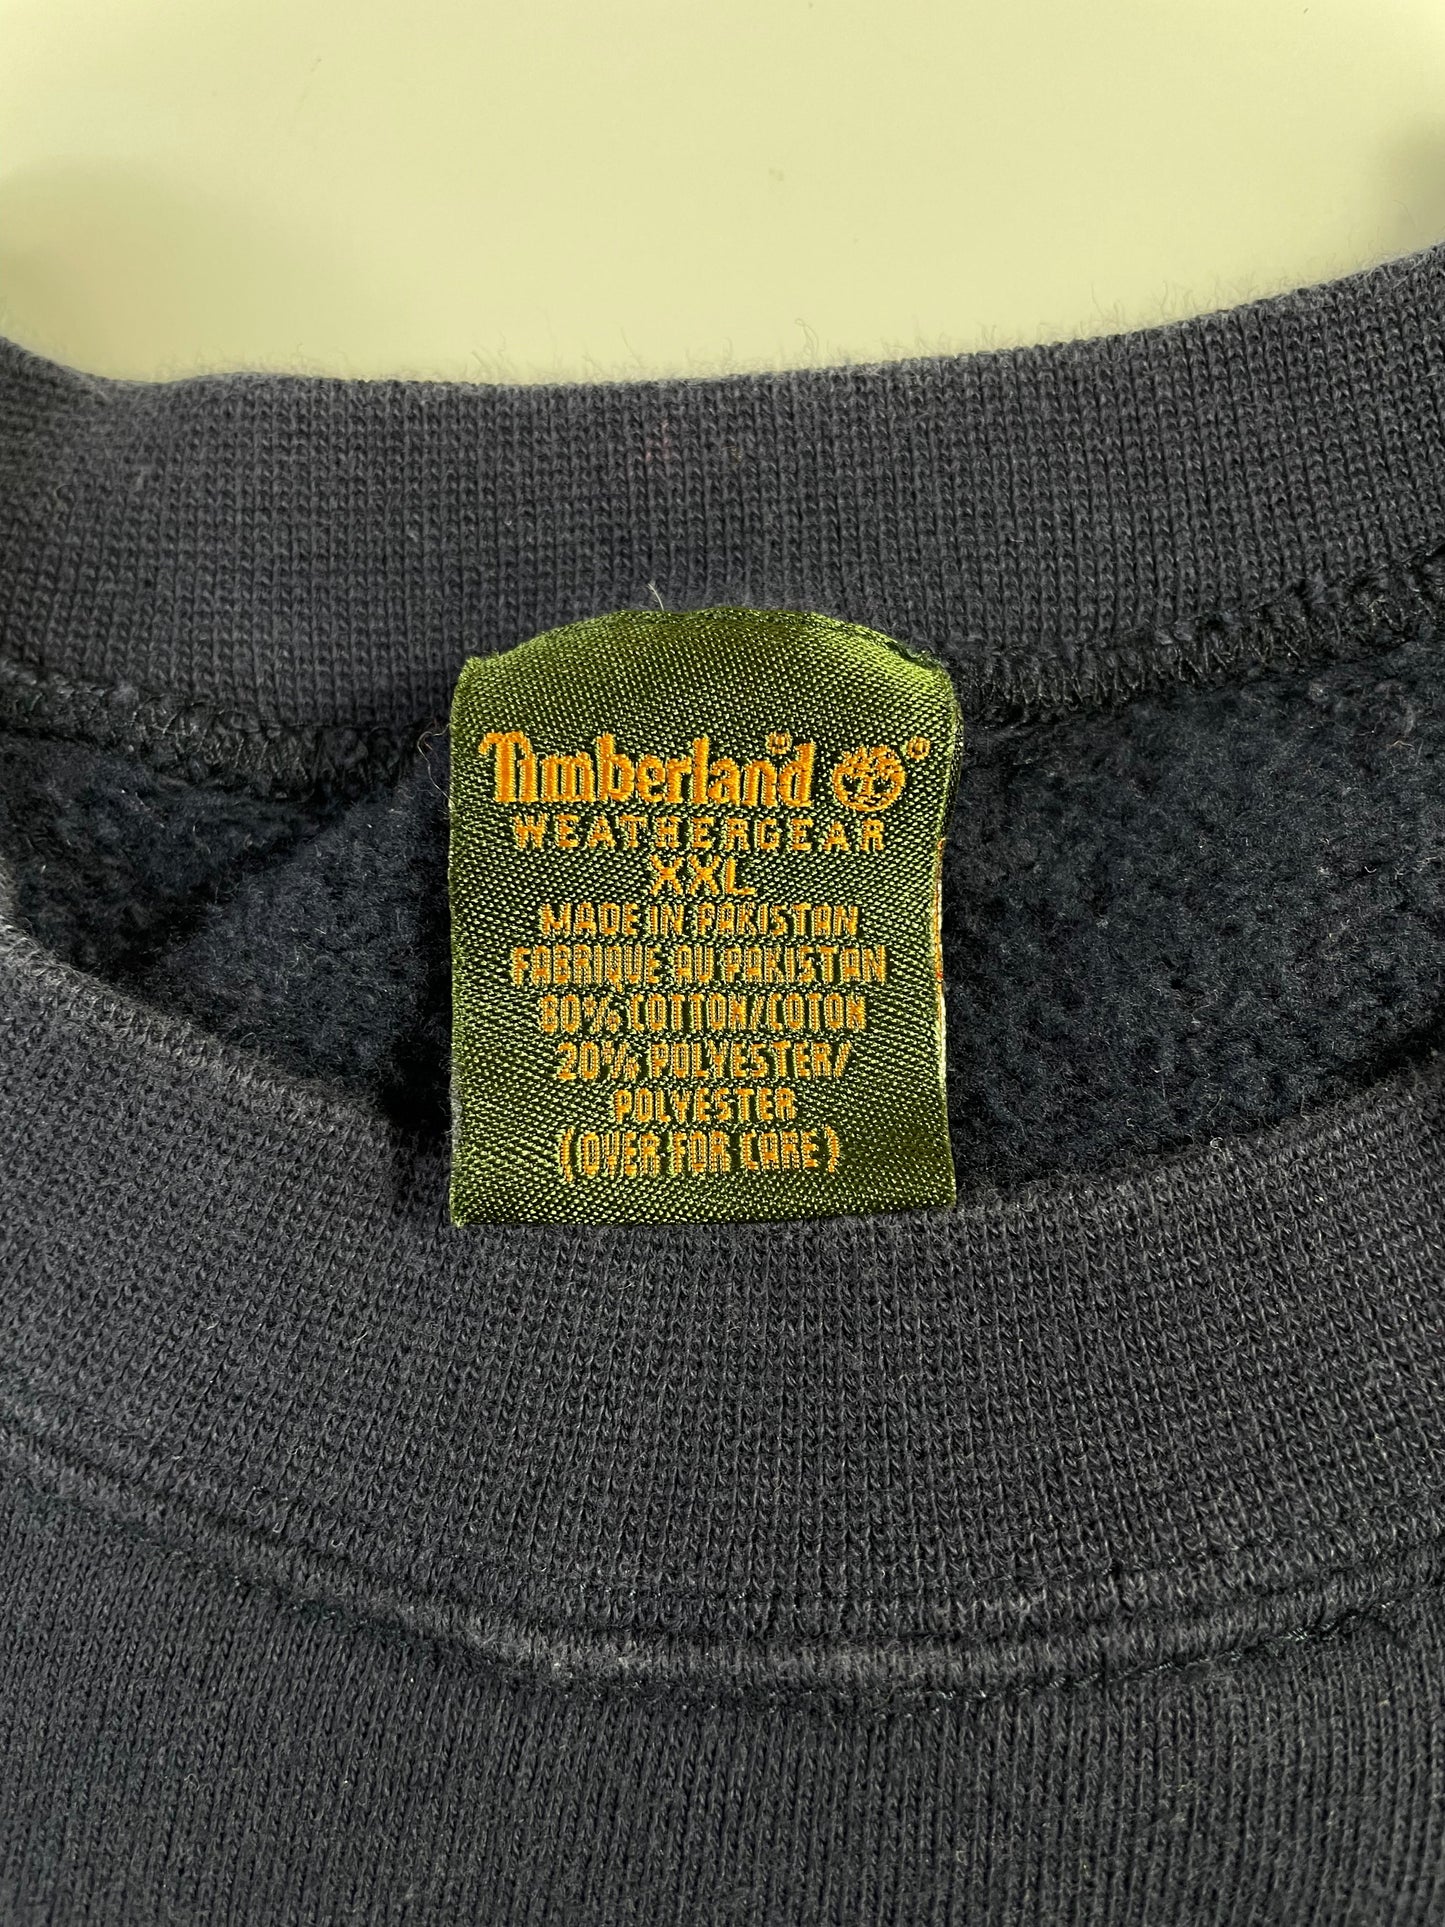 Timberland® ®
WEATHERGEAR
XXL
MADE IN PAKISTAN
FABRIQUE AU PAKISTAN
80% COTTON/COTON
20% POLYESTER/
POLYESTER
(OVER FOR CARE)